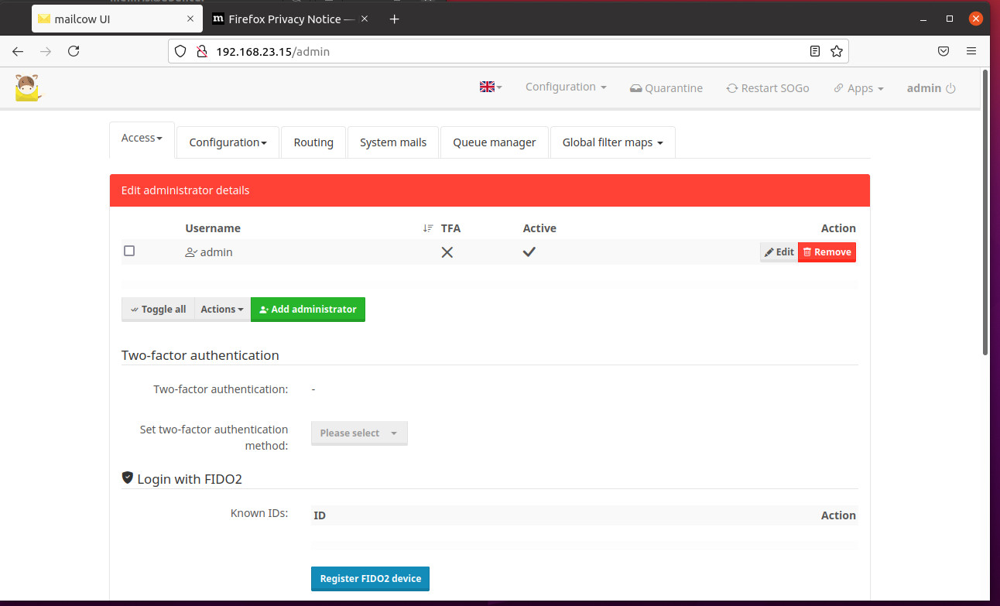 mailcow UI
Firefox Privacy Notice —
192.168.23.15/admin
Configuration
Quarantine
Restart SOGo
Apps
admin
Access
Configuration
Routing
System mails
Queue manager
Global filter maps
Edit administrator details
Username
TFA
Active
Action
admin
Edit
Remove
Toggle all
Actions
Add administrator
Two-factor authentication
Two-factor authentication:
-
Set two-factor authentication
method:
Please select
Login with FIDO2
Known IDs:
ID
Action
Register FIDO2 device